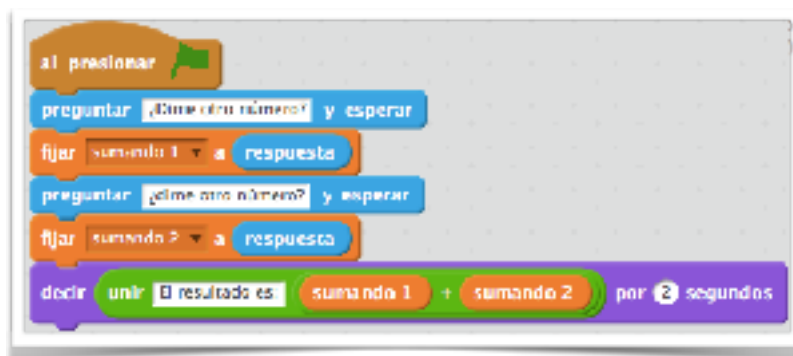 al presionar
preguntar ¿Dime otro número? y esperar
fijar sumando 1 a respuesta
preguntar ¿dime otro número? y esperar
fijar sumando 2 a respuesta
decir unir El resultado es: sumando 1 + sumando 2 por 2 segundos